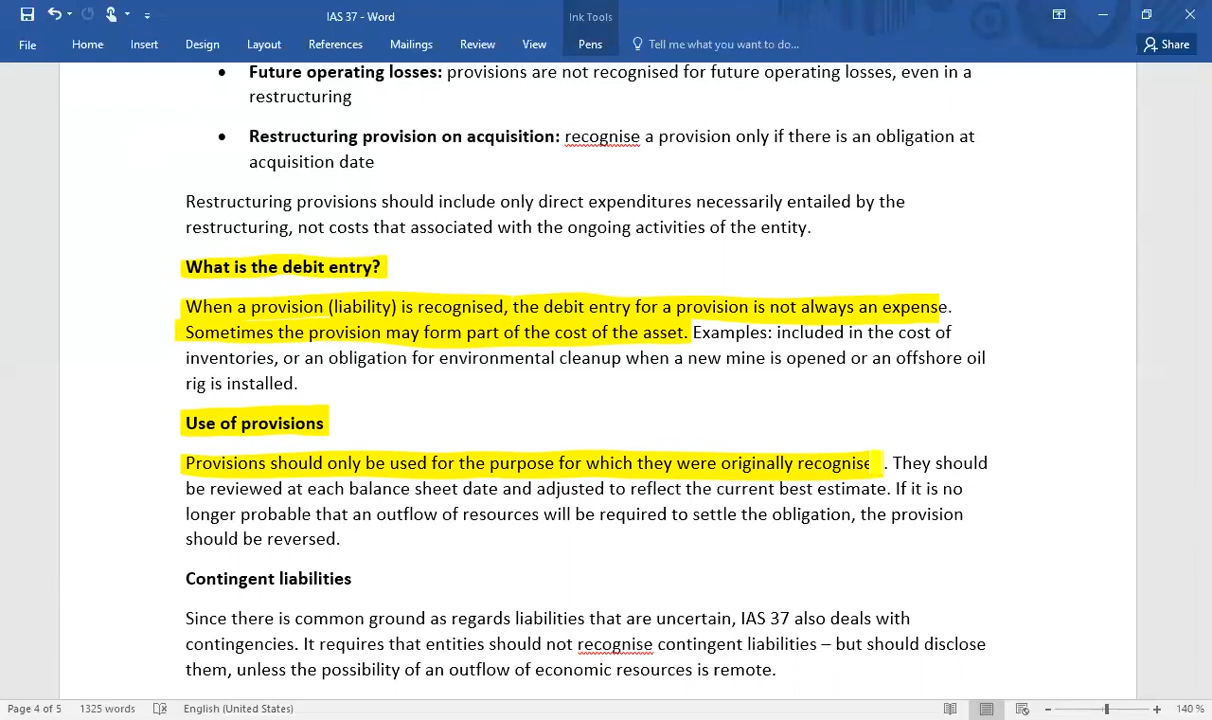 IAS 37 - Word
Ink Tools
File Home Insert Design Layout References Mailings Review View Pens Tell me what you want to do... Share
• Future operating losses: provisions are not recognised for future operating losses, even in a
restructuring
• Restructuring provision on acquisition: recognise a provision only if there is an obligation at
acquisition date
Restructuring provisions should include only direct expenditures necessarily entailed by the
restructuring, not costs that associated with the ongoing activities of the entity.
What is the debit entry?
When a provision (liability) is recognised, the debit entry for a provision is not always an expense.
Sometimes the provision may form part of the cost of the asset. Examples: included in the cost of
inventories, or an obligation for environmental cleanup when a new mine is opened or an offshore oil
rig is installed.
Use of provisions
Provisions should only be used for the purpose for which they were originally recognise . They should
be reviewed at each balance sheet date and adjusted to reflect the current best estimate. If it is no
longer probable that an outflow of resources will be required to settle the obligation, the provision
should be reversed.
Contingent liabilities
Since there is common ground as regards liabilities that are uncertain, IAS 37 also deals with
contingencies. It requires that entities should not recognise contingent liabilities – but should disclose
them, unless the possibility of an outflow of economic resources is remote.
Page 4 of 5 1325 words English (United States) 140 %